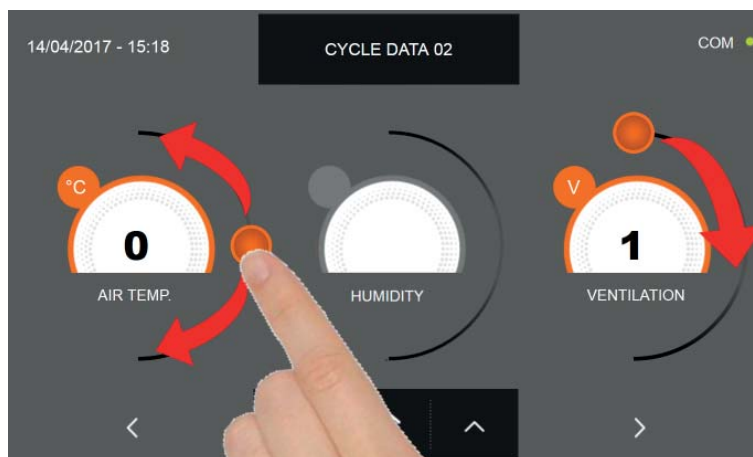 14/04/2017 - 15:18
CYCLE DATA 02
COM
°C
V
0
1
AIR TEMP.
HUMIDITY
VENTILATION